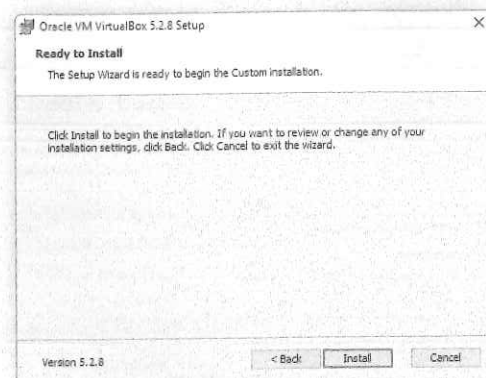 Oracle VM VirtualBox 5.2.8 Setup
Ready to Install
The Setup Wizard is ready to begin the Custom installation.
Click Install to begin the installation. If you want to review or change any of your
installation settings, click Back. Click Cancel to exit the wizard.
Version 5.2.8
< Back
Install
Cancel